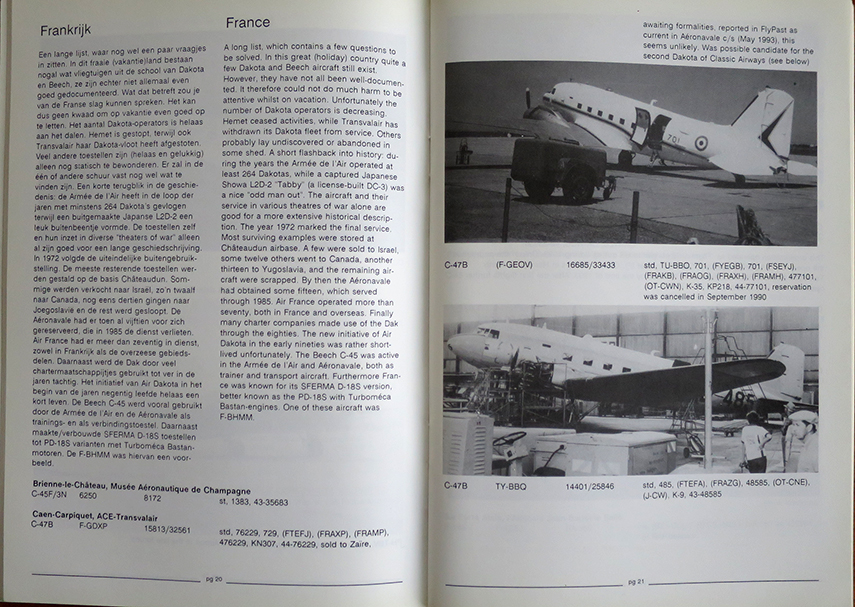 Frankrijk
Een lange lijst, waar nog wel een paar vraagjes
in zitten. In dit fraaie (vakantie)land bestaan
nogal wat vliegtuigen uit de school van Dakota
en Beech, ze zijn echter niet allemaal even
goed gedocumenteerd. Wat dat betreft zou je
van de Franse slag kunnen spreken. Het kan
dus geen kwaad om op vakantie even goed op
te letten. Het aantal Dakota-operators is helaas
aan het dalen. Hemet is gestopt, terwijl ook
Transvalair haar Dakota-vloot heeft afgestoten.
Veel andere toestellen zijn (helaas en gelukkig)
alleen nog statisch te bewonderen. Er zal in de
één of andere schuur vast nog wel wat te
vinden zijn. Een korte terugblik in de geschie-
denis: de Armée de l'Air heeft in de loop der
jaren met minstens 264 Dakota's gevlogen
terwijl een buitgemaakte Japanse L2D-2 een
leuk buitenbeentje vormde. De toestellen zelf
en hun inzet in diverse "theaters of war" alleen
al zijn goed voor een lange geschiedschrijving.
In 1972 volgde de uiteindelijke buitengebruik-
stelling. De meeste resterende toestellen wer-
den gestald op de basis Châteaudun. Som-
mige werden verkocht naar Israël, zo'n twaalf
naar Canada, nog eens dertien gingen naar
Joegoslavië en de rest werd gesloopt. De
Aéronavale had er toen al vijftien voor zich
gereserveerd, die in 1985 de dienst verlieten.
Air France had er meer dan zeventig in dienst,
zowel in Frankrijk als de overzeese gebieds-
delen. Daarnaast werd de Dak door veel
chartermaatschappijtjes gebruikt tot ver in de
jaren tachtig. Het initiatief van Air Dakota in het
begin van de jaren negentig leefde helaas een
kort leven. De Beech C-45 werd vooral gebruikt
door de Armée de l'Air en de Aéronavale als
trainings- en als verbindingstoestel. Daarnaast
maakte/verbouwde SFERMA D-18S toestellen
tot PD-18S varianten met Turboméca Bastan-
motoren. De F-BHMM was hiervan een voor-
beeld.
France
A long list, which contains a few questions to
be solved. In this great (holiday) country quite a
few Dakota and Beech aircraft still exist.
However, they have not all been well-documen-
ted. It therefore could not do much harm to be
attentive whilst on vacation. Unfortunately the
number of Dakota operators is decreasing.
Hemet ceased activities, while Transvalair has
withdrawn its Dakota fleet from service. Others
probably lay undiscovered or abandoned in
some shed. A short flashback into history: du-
ring the years the Armée de l'Air operated at
least 264 Dakotas, while a captured Japanese
Showa L2D-2 "Tabby" (a license-built DC-3) was
a nice "odd man out". The aircraft and their
service in various theatres of war alone are
good for a more extensive historical descrip-
tion. The year 1972 marked the final service.
Most surviving examples were stored at
Châteaudun airbase. A few were sold to Israel,
some twelve others went to Canada, another
thirteen to Yugoslavia, and the remaining air-
craft were scrapped. By then the Aéronavale
had obtained some fifteen, which served
through 1985. Air France operated more than
seventy, both in France and overseas. Finally
many charter companies made use of the Dak
through the eighties. The new initiative of Air
Dakota in the early nineties was rather short-
lived unfortunately. The Beech C-45 was active
in the Armée de l'Air and Aéronavale, both as
trainer and transport aircraft. Furthermore Fran-
ce was known for its SFERMA D-18S version,
better known as the PD-18S with Turboméca
Bastan-engines. One of these aircraft was
F-BHMM.
Brienne-le-Château, Musée Aéronautique de Champagne
C-45F/3N 6250 8172 st, 1383, 43-35683
Caen-Carpiquet, ACE-Transvalair
C-47B F-GDXP 15813/32561 std, 76229, 729, (FTEFJ), (FRAXP), (FRAMP),
476229, KN307, 44-76229, sold to Zaire,
pg 20
awaiting formalities, reported in FlyPast as
current in Aéronavale c/s (May 1993), this
seems unlikely. Was possible candidate for the
second Dakota of Classic Airways (see below)
701
C-47B (F-GEOV) 16685/33433 std, TU-BBO, 701, (FYEGB), 701, (FSEYJ),
(FRAKB), (FRAOG), (FRAXH), (FRAMH), 477101,
(OT-CWN), K-35, KP218, 44-77101, reservation
was cancelled in September 1990
485
C-47B TY-BBQ 14401/25846 std, 485, (FTEFA), (FRAZG), 48585, (OT-CNE),
(J-CW), K-9, 43-48585
pg 21